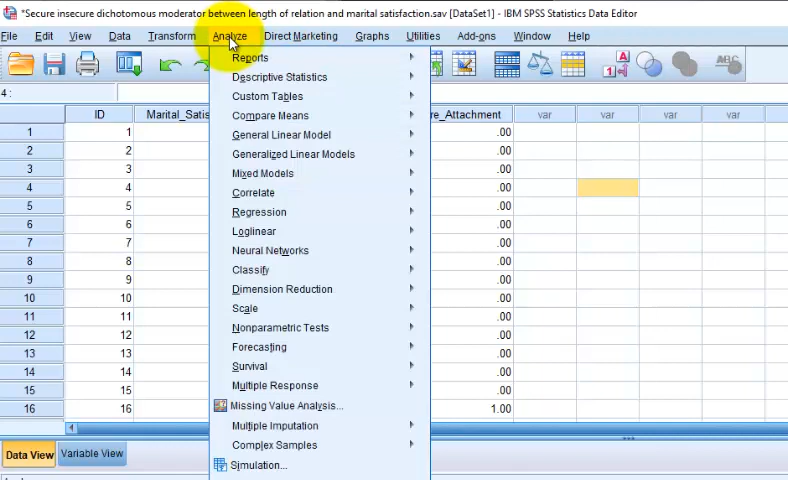 *Secure insecure dichotomous moderator between length of relation and marital satisfaction.sav [DataSet1] - IBM SPSS Statistics Data Editor
File Edit View Data Transform Analyze Direct Marketing Graphs Utilities Add-ons Window Help
4 :
ID Marital_Satis re_Attachment var var var var
1 1 .00
2 2 .00
3 3 .00
4 4 .00
5 5 .00
6 6 .00
7 7 .00
8 8 .00
9 9 .00
10 10 .00
11 11 .00
12 12 .00
13 13 .00
14 14 .00
15 15 .00
16 16 1.00
Reports
Descriptive Statistics
Custom Tables
Compare Means
General Linear Model
Generalized Linear Models
Mixed Models
Correlate
Regression
Loglinear
Neural Networks
Classify
Dimension Reduction
Scale
Nonparametric Tests
Forecasting
Survival
Multiple Response
Missing Value Analysis...
Multiple Imputation
Complex Samples
Simulation...
Data View Variable View